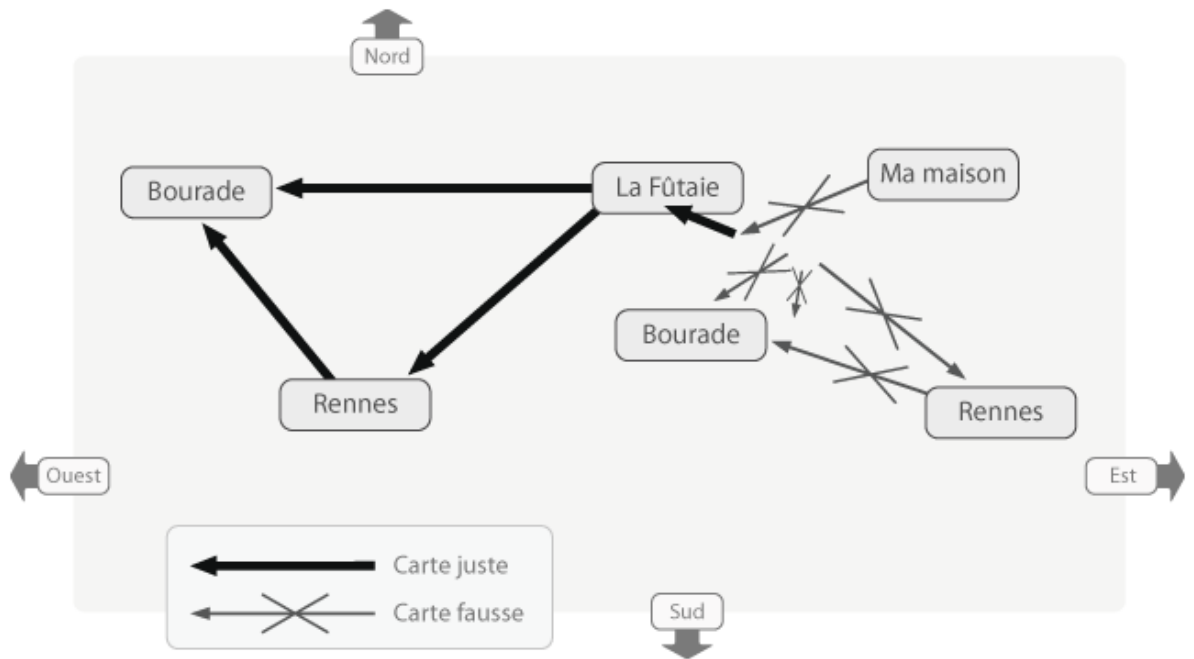 Nord
Ma maison
La Fûtaie
Bourade
Bourade
Rennes
Rennes
Ouest
Est
Carte juste
Carte fausse
Sud